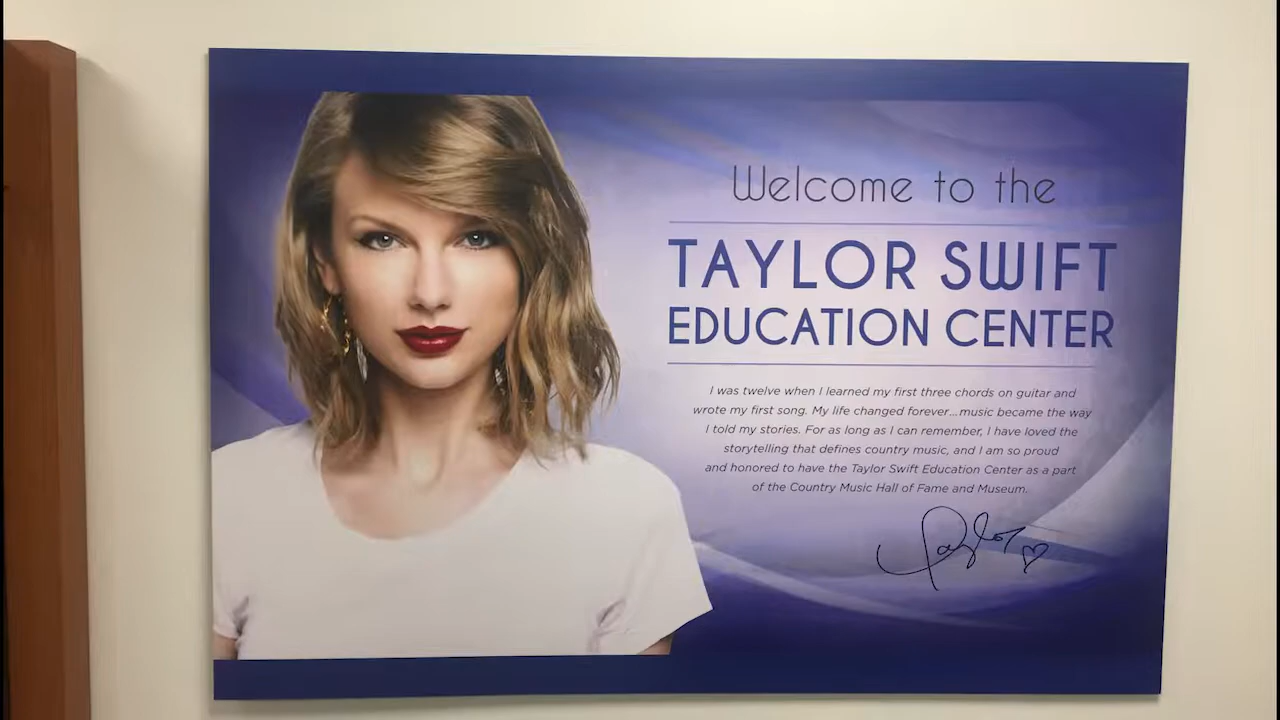 Welcome to the
TAYLOR SWIFT
EDUCATION CENTER
I was twelve when I learned my first three chords on guitar and
wrote my first song. My life changed forever...music became the way
I told my stories. For as long as I can remember, I have loved the
storytelling that defines country music, and I am so proud
and honored to have the Taylor Swift Education Center as a part
of the Country Music Hall of Fame and Museum.
Taylor ♡